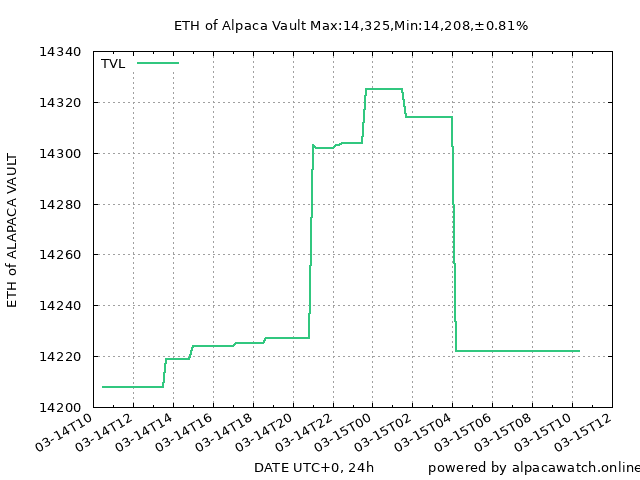 ETH of Alpaca Vault Max:14,325,Min:14,208,±0.81%
TVL
ETH of ALAPACA VAULT
14340
14320
14300
14280
14260
14240
14220
14200
03-14T10
03-14T12
03-14T14
03-14T16
03-14T18
03-14T20
03-14T22
03-15T00
03-15T02
03-15T04
03-15T06
03-15T08
03-15T10
03-15T12
DATE UTC+0, 24h
powered by alpacawatch.online